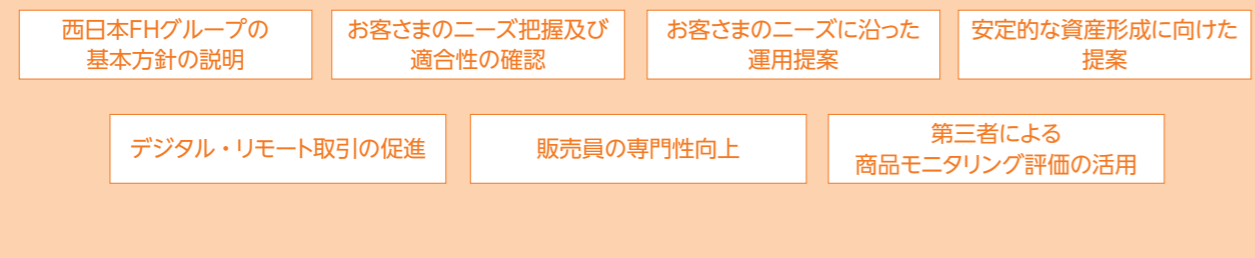 西日本FHグループの
基本方針の説明
お客さまのニーズ把握及び
適合性の確認
お客さまのニーズに沿った
運用提案
安定的な資産形成に向けた
提案
デジタル・リモート取引の促進
販売員の専門性向上
第三者による
商品モニタリング評価の活用